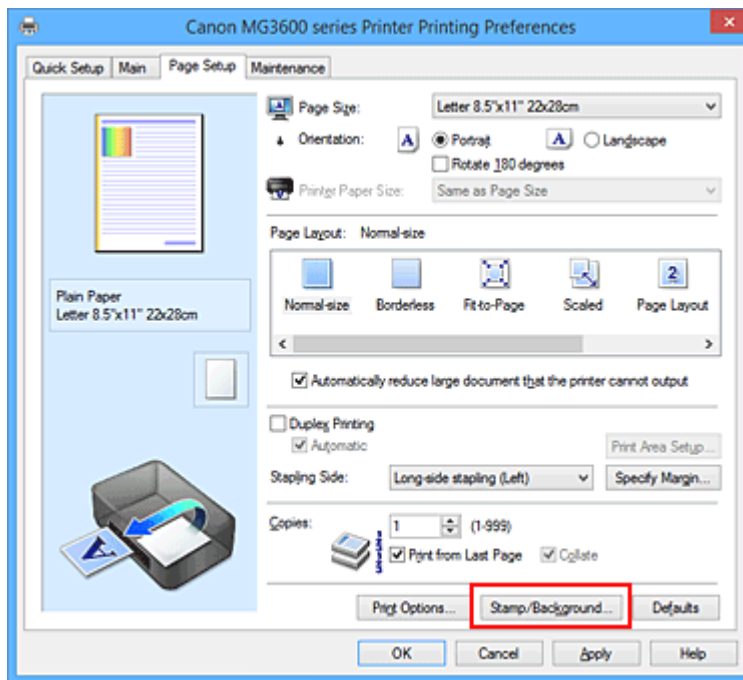 Canon MG3600 series Printer Printing Preferences
Quick Setup Main Page Setup Maintenance
Page Size: Letter 8.5"x11" 22x28cm
Orientation: A Portrait A Landscape
Rotate 180 degrees
Printer Paper Size: Same as Page Size
Page Layout: Normal-size
2
Normal-size Borderless Fit-to-Page Scaled Page Layout
Plain Paper
Letter 8.5"x11" 22x28cm
Automatically reduce large document that the printer cannot output
Duplex Printing
Automatic Print Area Setup...
Stapling Side: Long-side stapling (Left) Specify Margin...
Copies: 1 (1-999)
Print from Last Page Collate
A
Print Options... Stamp/Background... Defaults
OK Cancel Apply Help